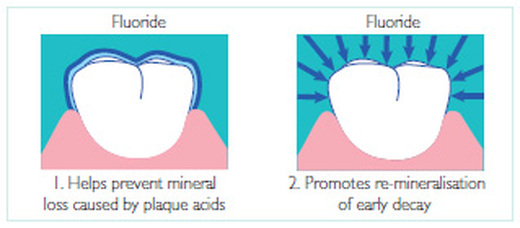 Fluoride
1. Helps prevent mineral
loss caused by plaque acids
Fluoride
2. Promotes re-mineralisation
of early decay